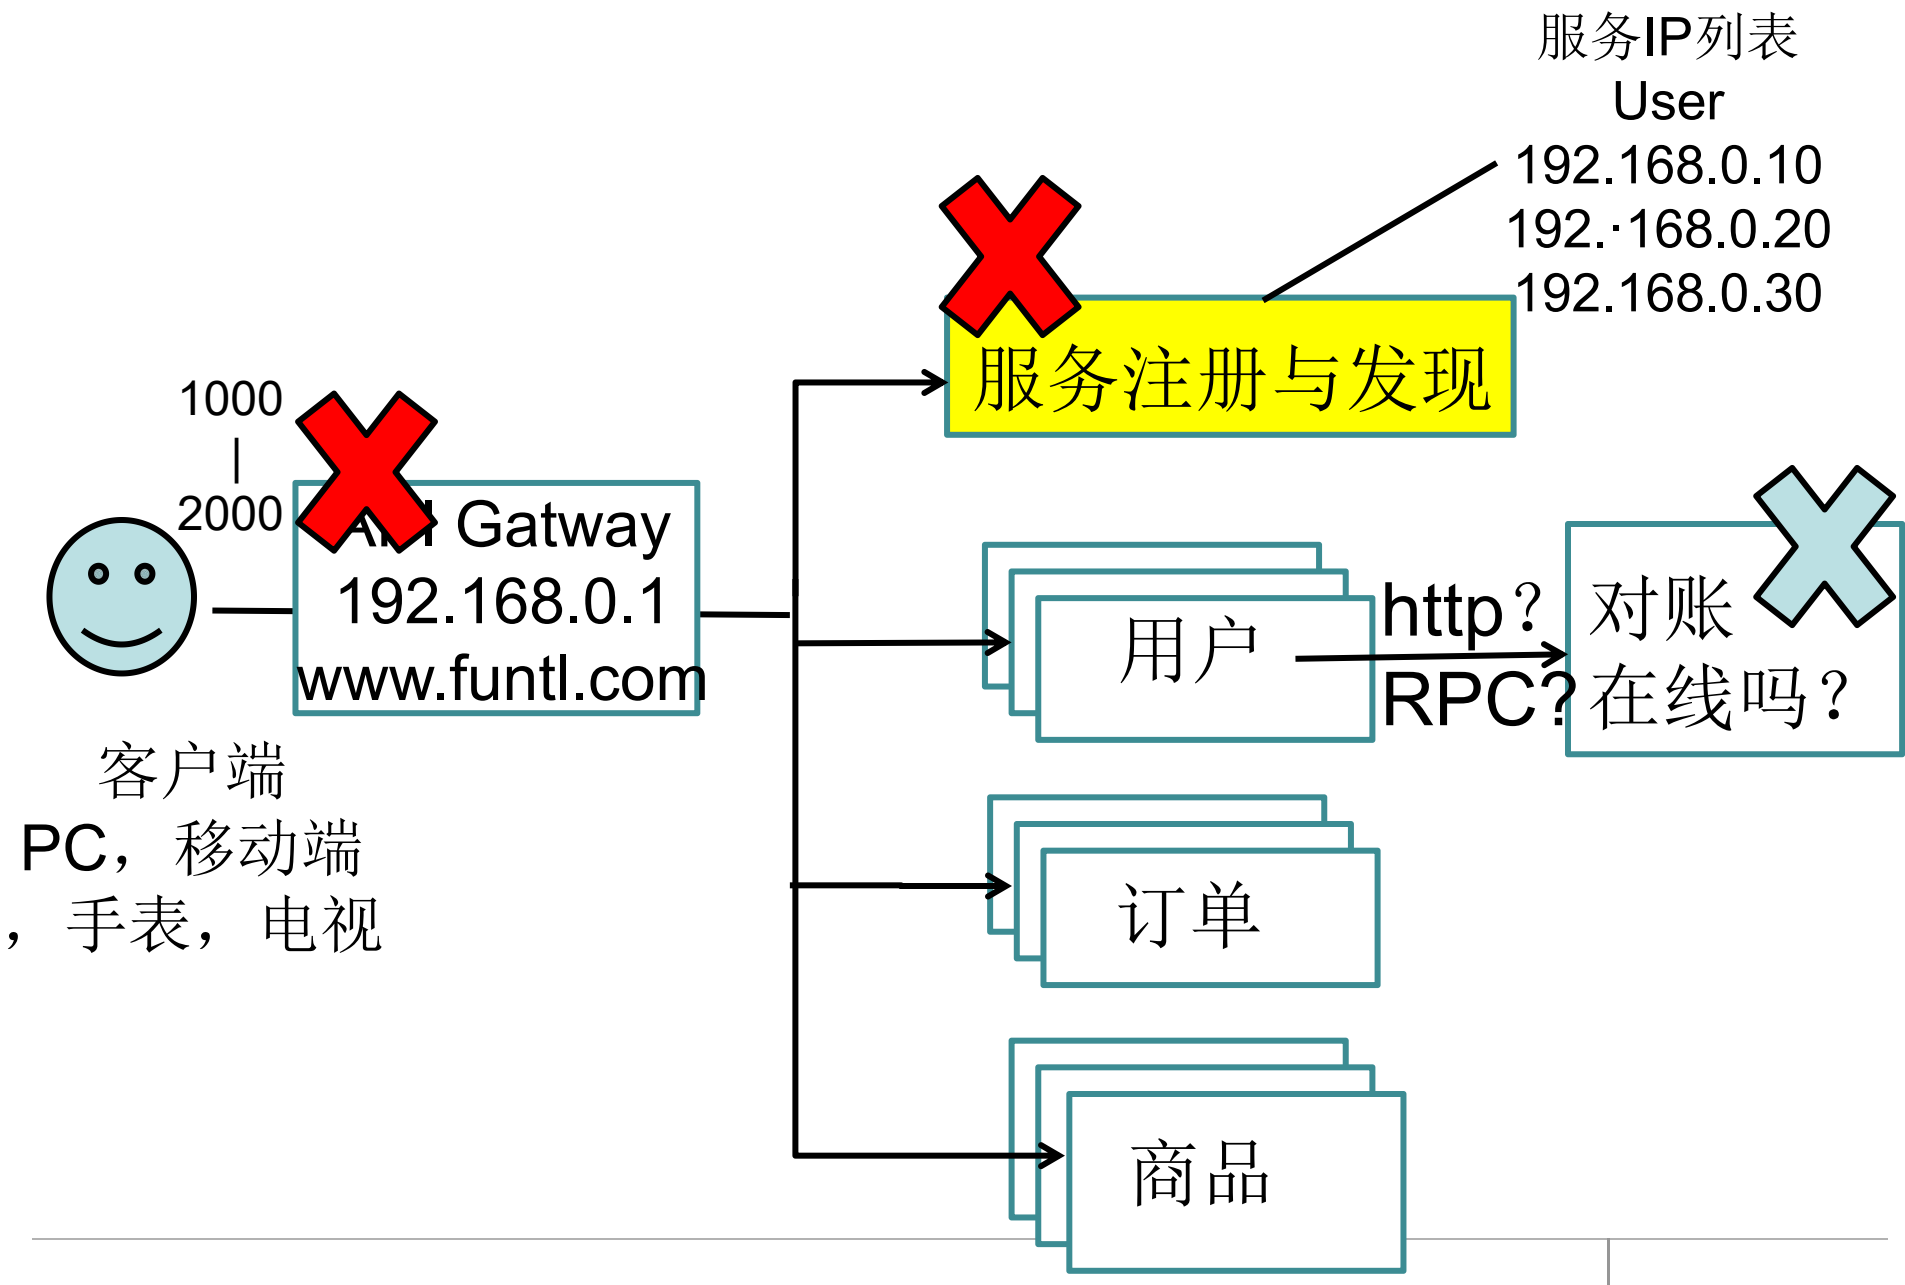 服务IP列表
User
192.168.0.10
192.·168.0.20
192.168.0.30
服务注册与发现
1000
|
2000
API Gatway
192.168.0.1
www.funtl.com
客户端
PC，移动端
，手表，电视
用户
http？
RPC?
对账
在线吗？
订单
商品